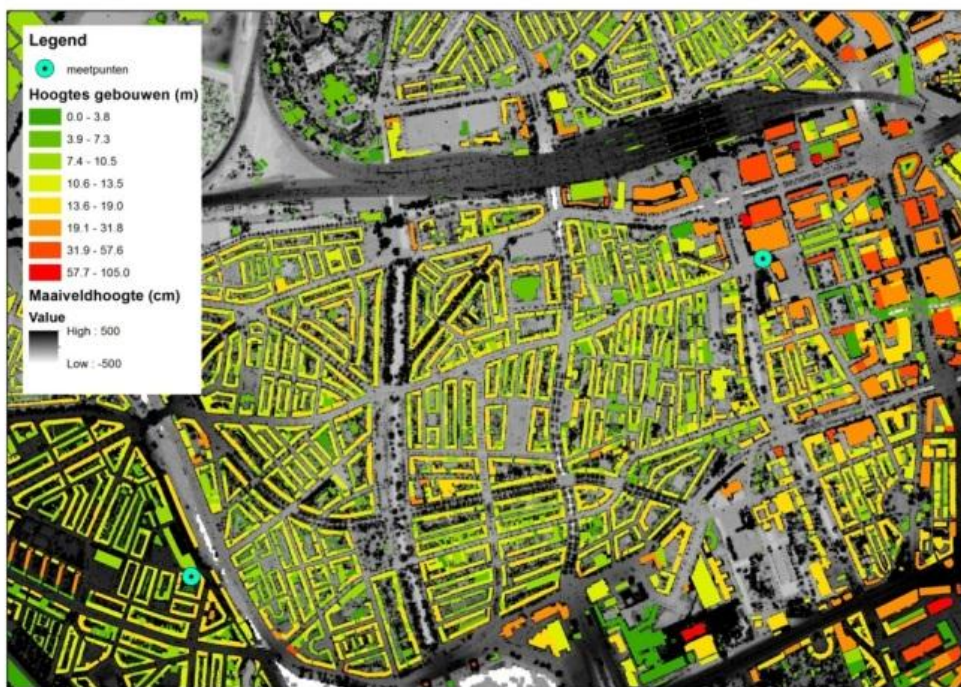 Legend
meetpunten
Hoogtes gebouwen (m)
0.0 - 3.8
3.9 - 7.3
7.4 - 10.5
10.6 - 13.5
13.6 - 19.0
19.1 - 31.8
31.9 - 57.6
57.7 - 105.0
Maaiveldhoogte (cm)
Value
High : 500
Low : -500